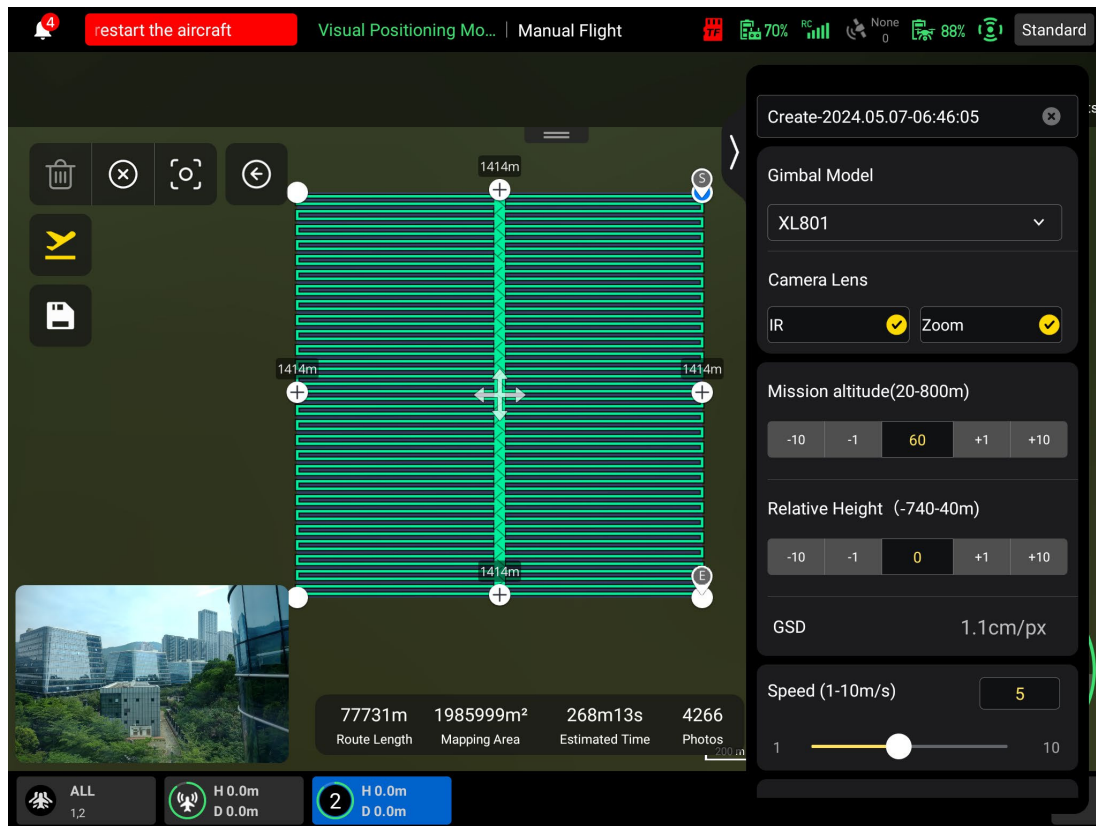 4
restart the aircraft
Visual Positioning Mo... | Manual Flight
TF
70%
RC
None
0
88%
Standard
Create-2024.05.07-06:46:05
Gimbal Model
XL801
Camera Lens
IR
Zoom
Mission altitude(20-800m)
-10 -1 60 +1 +10
Relative Height（-740-40m)
-10 -1 0 +1 +10
GSD 1.1cm/px
Speed (1-10m/s) 5
1 10
1414m
S
1414m
1414m
1414m
E
77731m 1985999m² 268m13s 4266
Route Length Mapping Area Estimated Time Photos
200 m
ALL
1,2
H 0.0m
D 0.0m
2
H 0.0m
D 0.0m